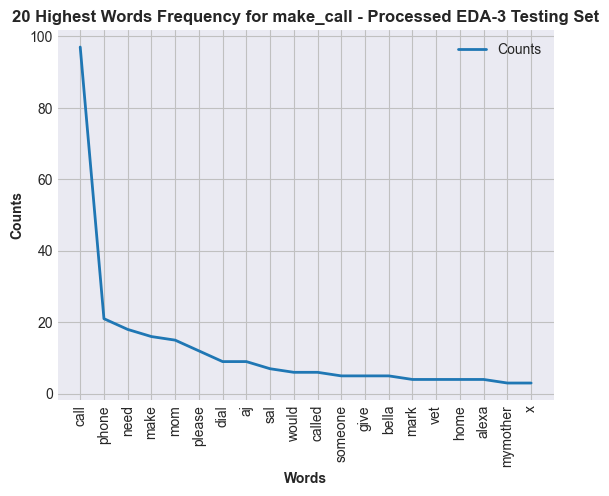 20 Highest Words Frequency for make_call - Processed EDA-3 Testing Set
Counts
100
80
60
40
20
0
Counts
call
phone
need
make
mom
please
dial
aj
sal
would
called
someone
give
bella
mark
vet
home
alexa
mymother
x
Words